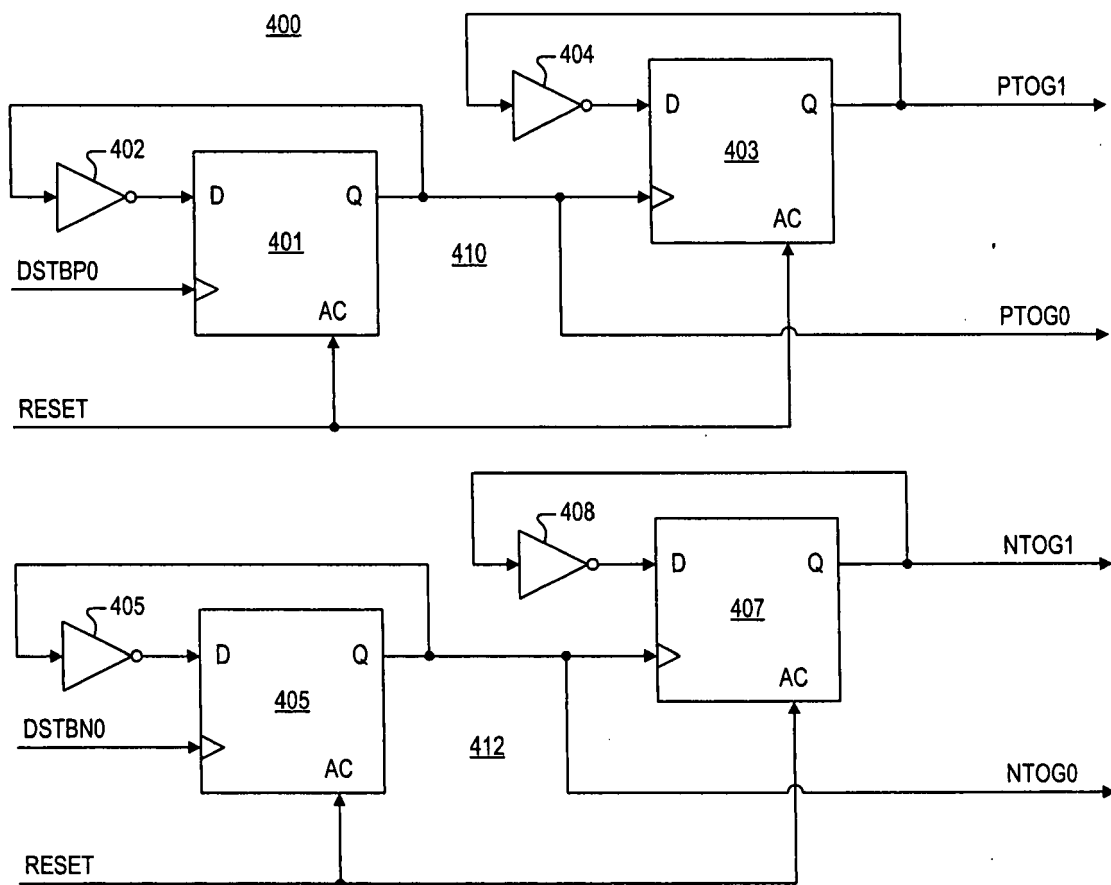 400
404
PTOG1
D Q
403
AC
402
D Q
401
AC
410
DSTBP0
PTOG0
RESET
408
NTOG1
D Q
407
AC
405
D Q
405
AC
412
DSTBN0
NTOG0
RESET